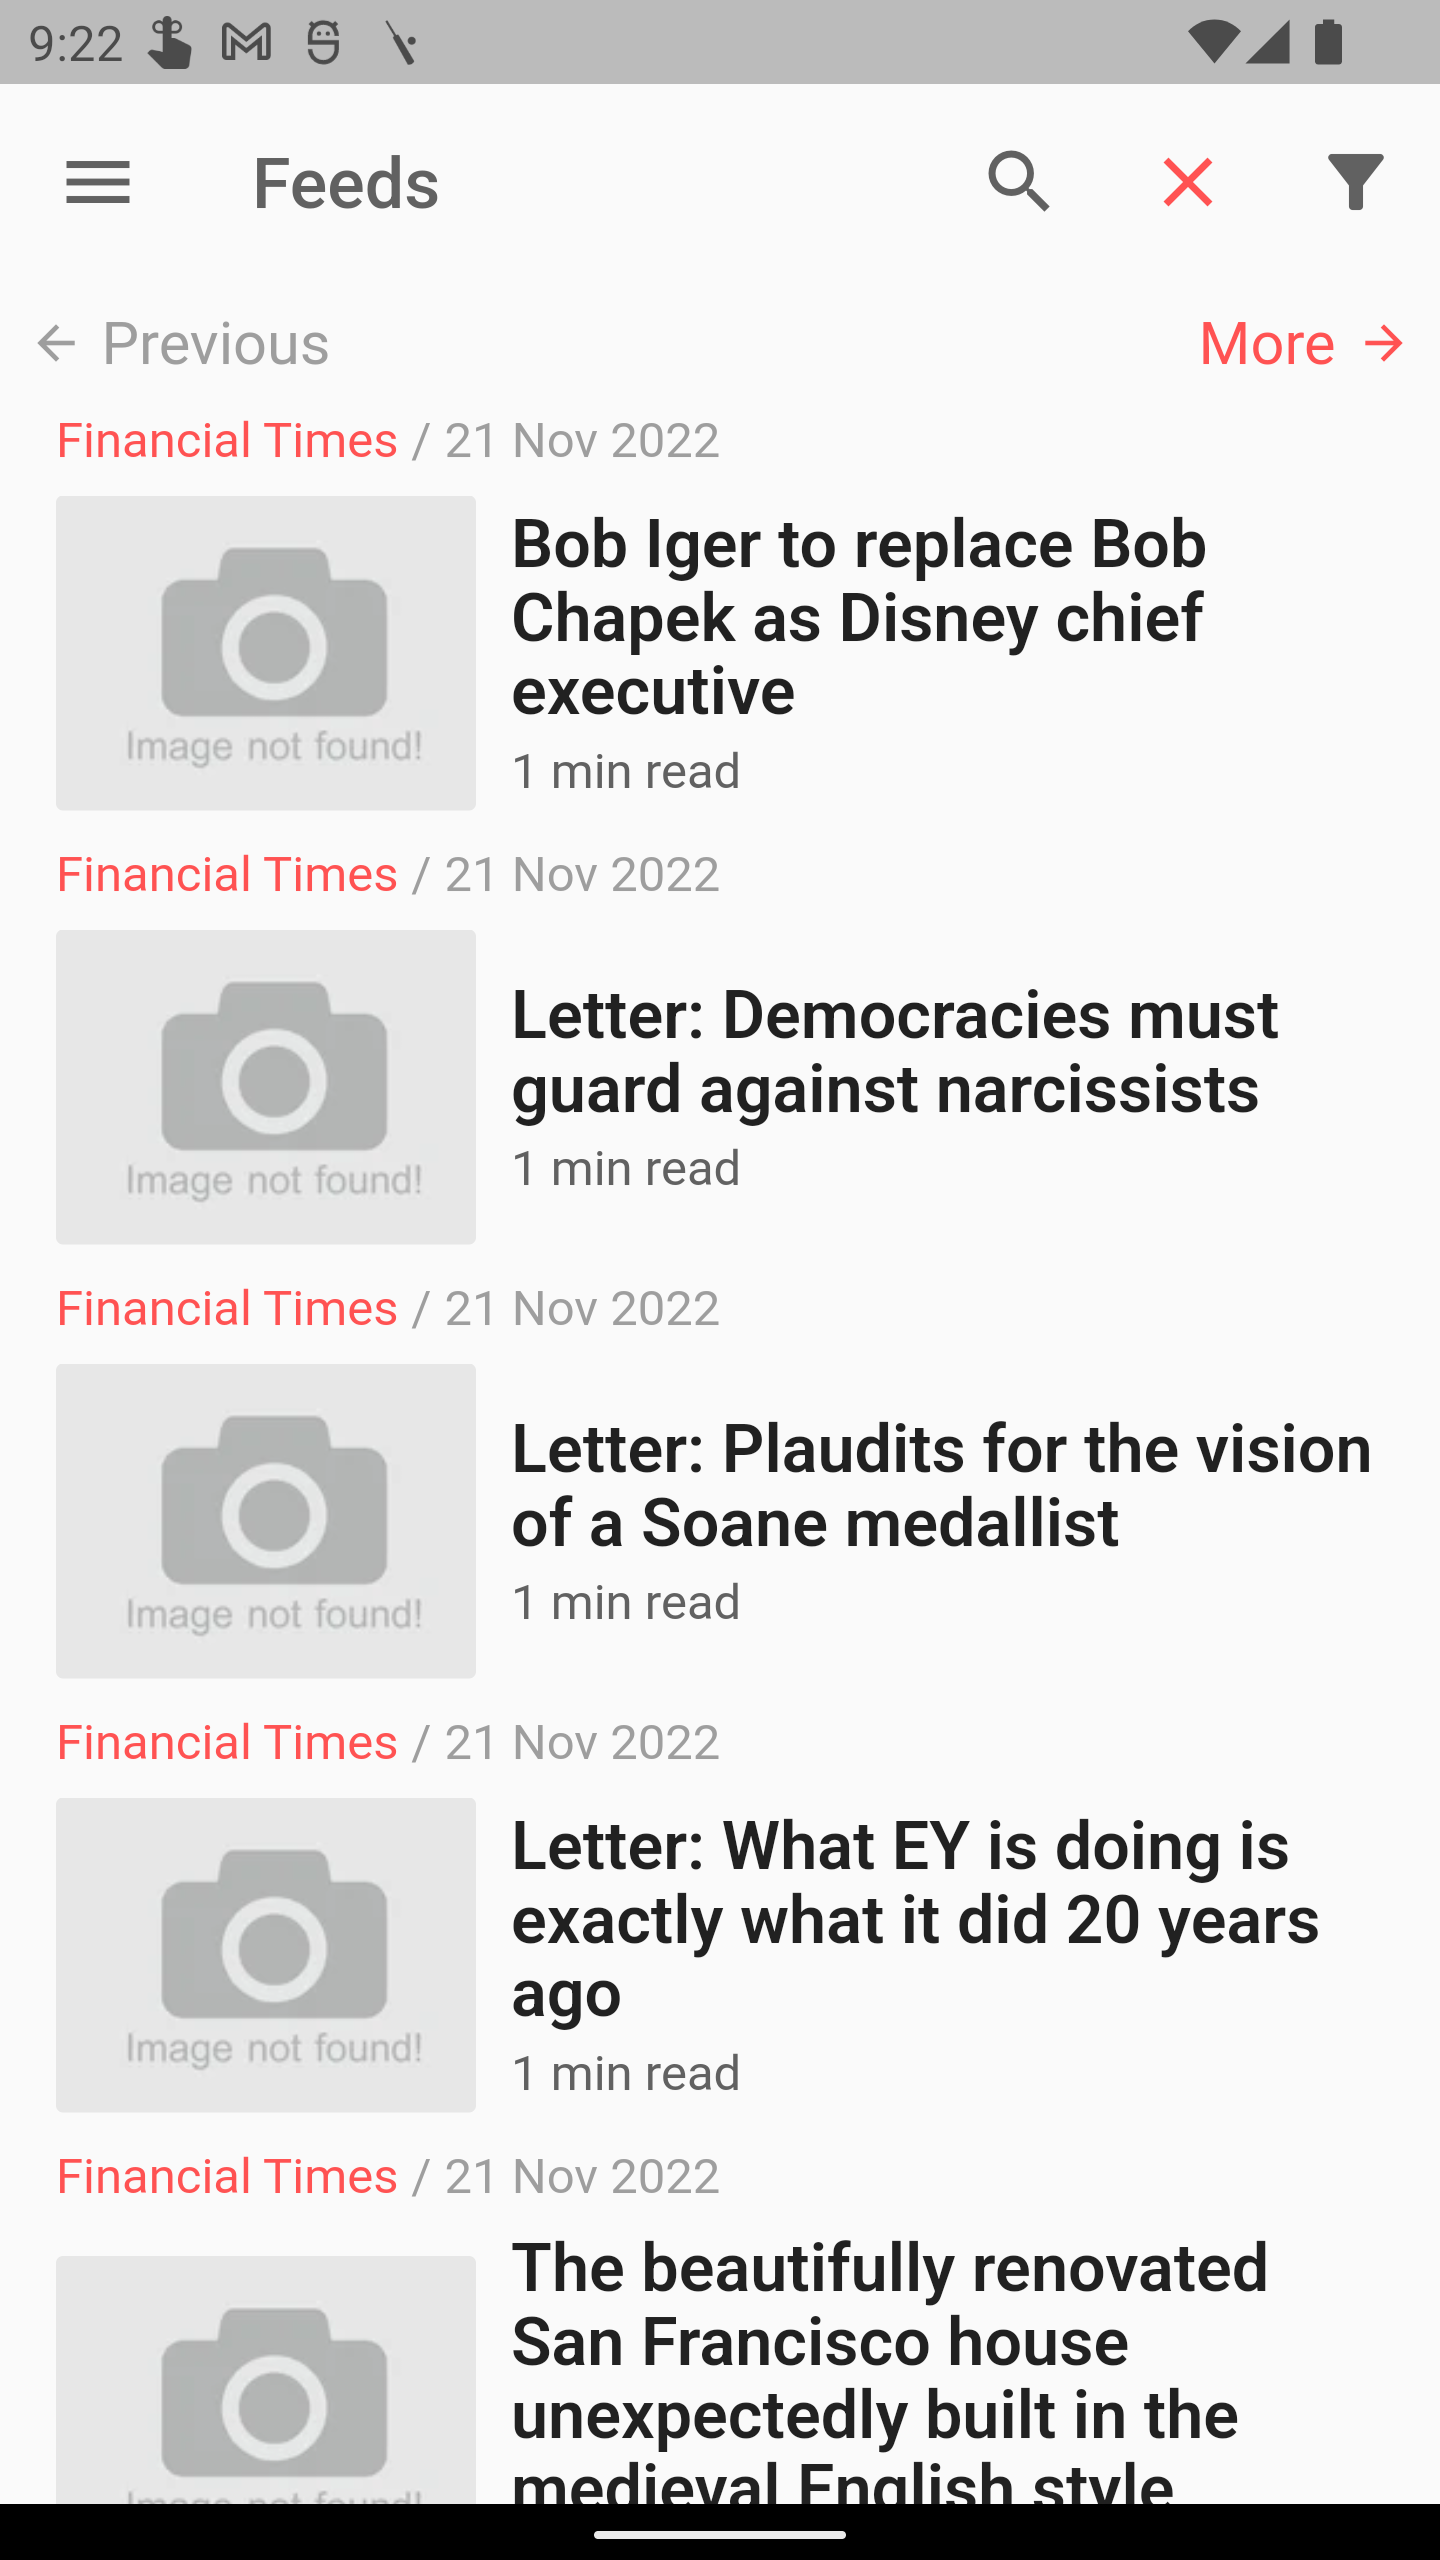 9:22
Feeds
Previous
More
Financial Times / 21 Nov 2022
Image not found!
Bob Iger to replace Bob
Chapek as Disney chief
executive
1 min read
Financial Times / 21 Nov 2022
Image not found!
Letter: Democracies must
guard against narcissists
1 min read
Financial Times / 21 Nov 2022
Image not found!
Letter: Plaudits for the vision
of a Soane medallist
1 min read
Financial Times / 21 Nov 2022
Image not found!
Letter: What EY is doing is
exactly what it did 20 years
ago
1 min read
Financial Times / 21 Nov 2022
Image not found!
The beautifully renovated
San Francisco house
unexpectedly built in the
medieval English style